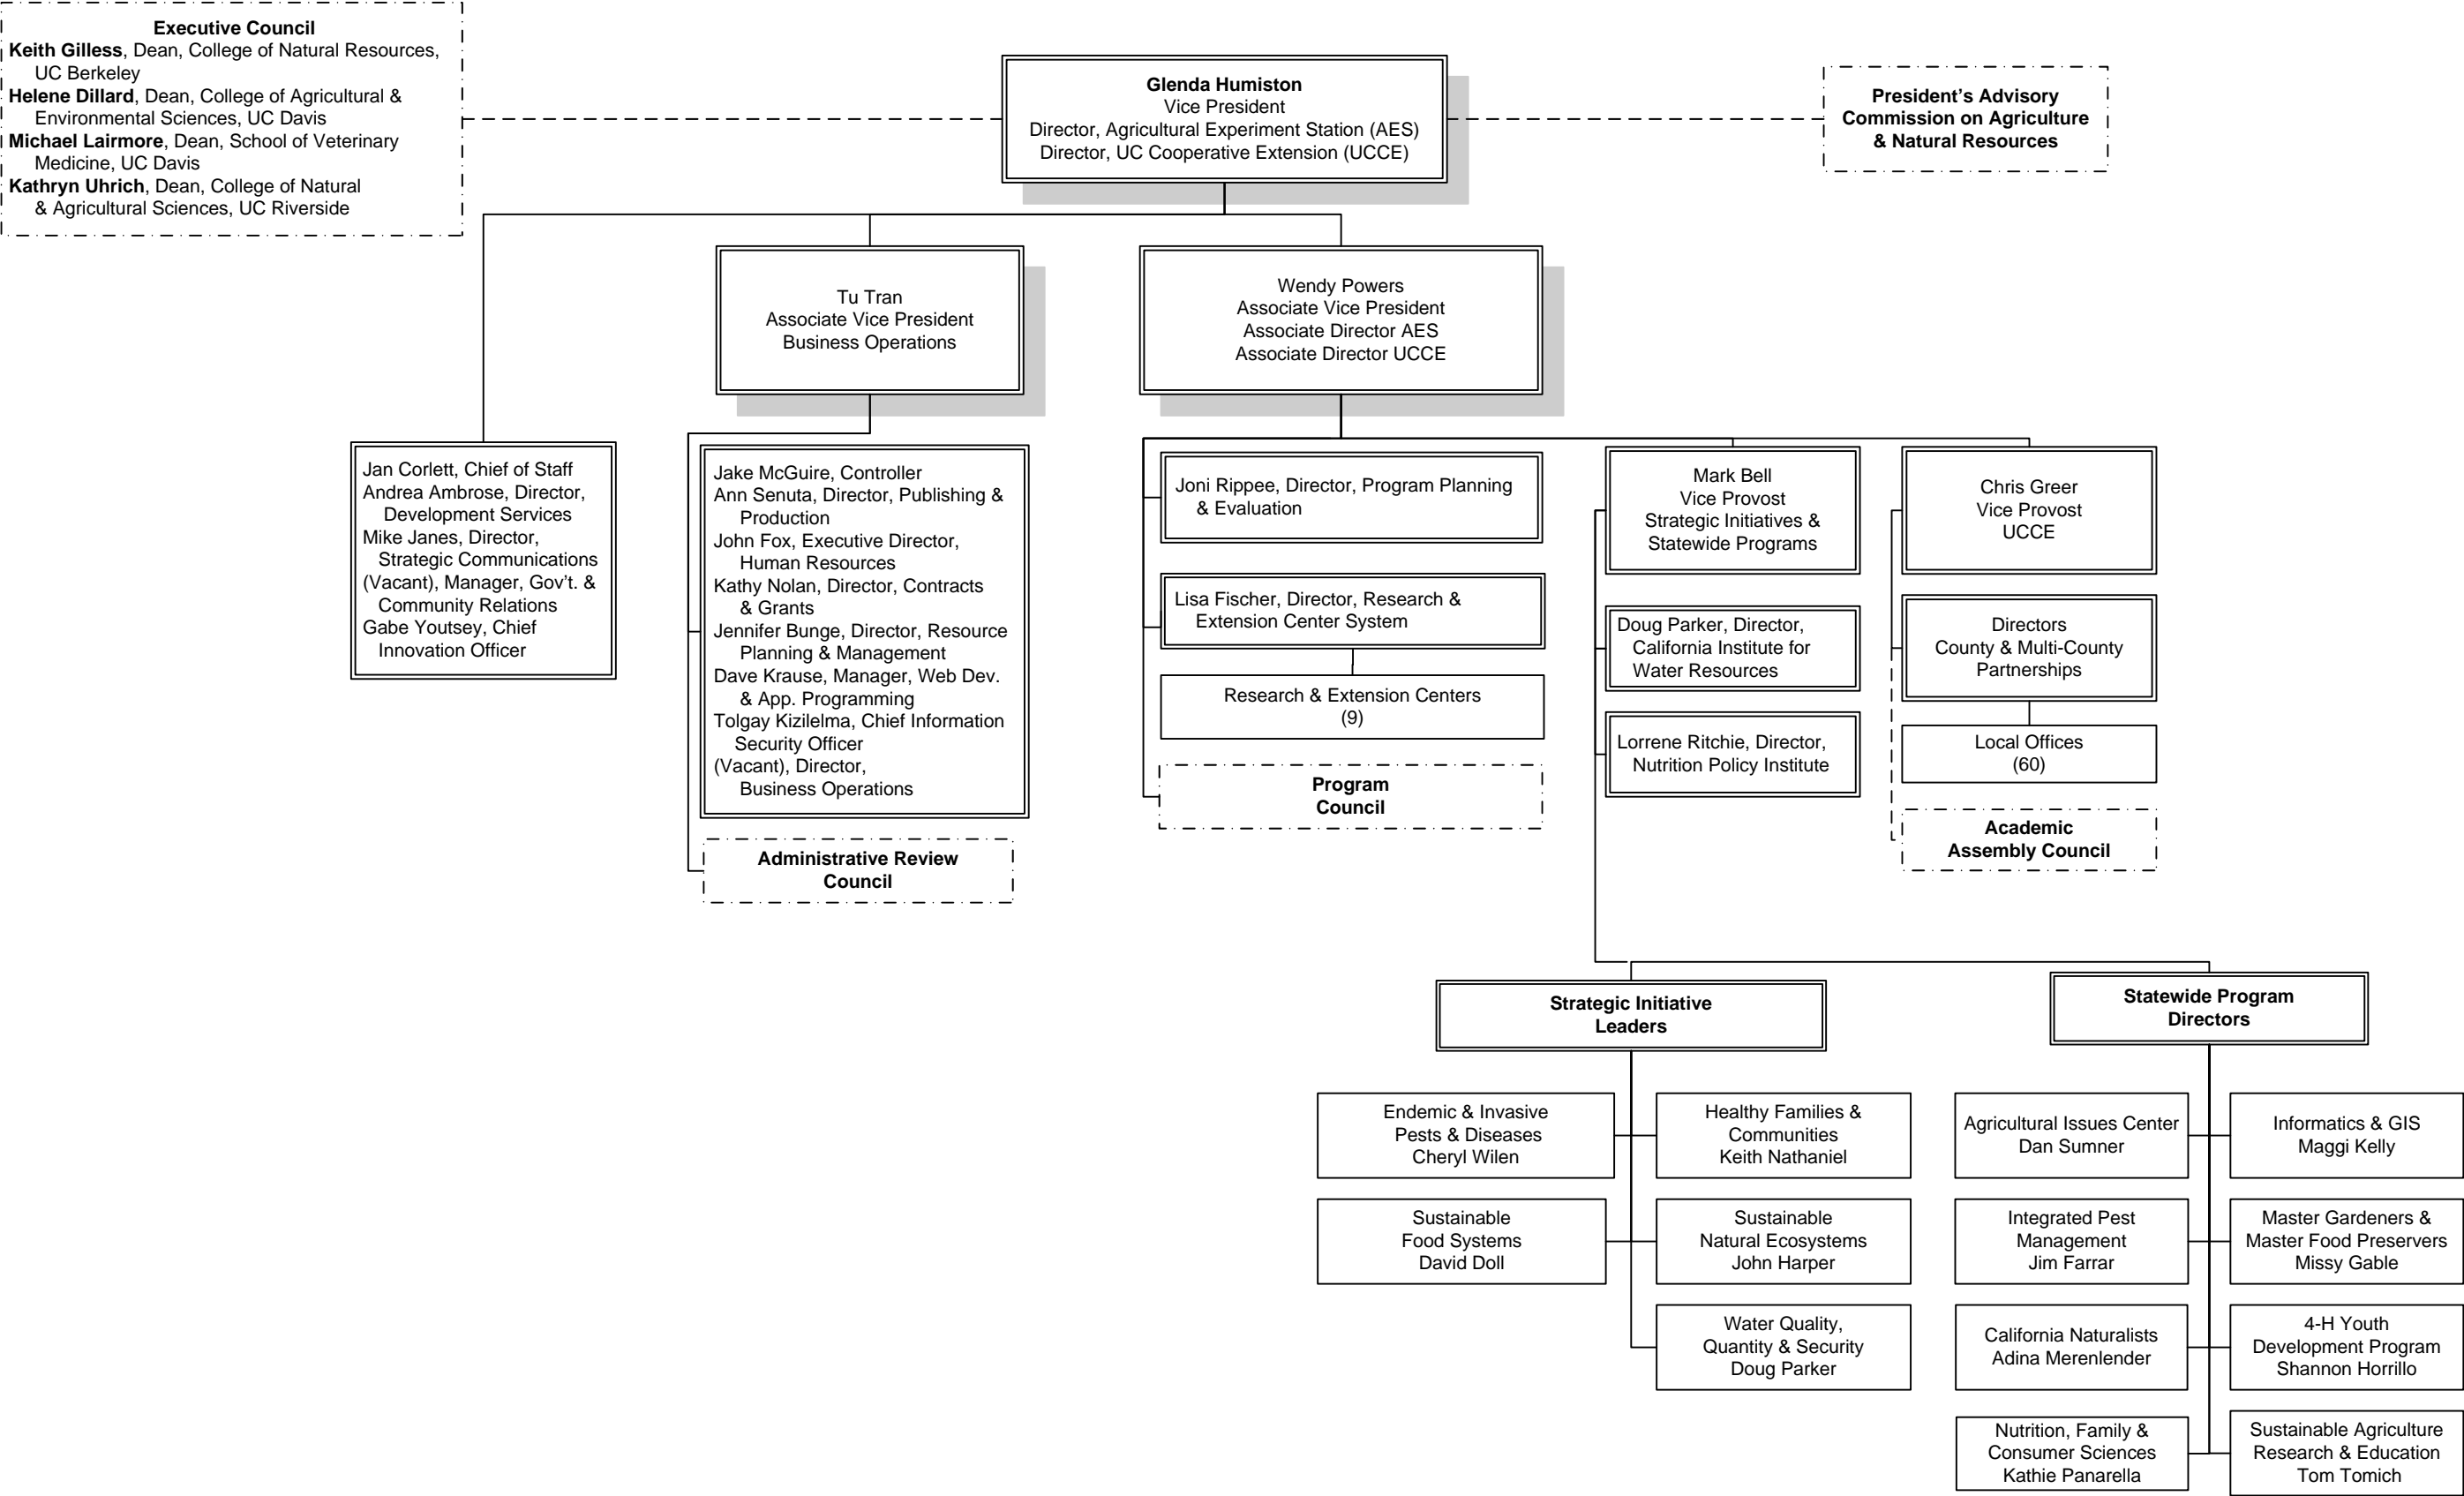 Executive Council
Keith Gilless, Dean, College of Natural Resources,
UC Berkeley
Helene Dillard, Dean, College of Agricultural &
Environmental Sciences, UC Davis
Michael Lairmore, Dean, School of Veterinary
Medicine, UC Davis
Kathryn Uhrich, Dean, College of Natural
& Agricultural Sciences, UC Riverside
Glenda Humiston
Vice President
Director, Agricultural Experiment Station (AES)
Director, UC Cooperative Extension (UCCE)
President’s Advisory
Commission on Agriculture
& Natural Resources
Tu Tran
Associate Vice President
Business Operations
Wendy Powers
Associate Vice President
Associate Director AES
Associate Director UCCE
Jan Corlett, Chief of Staff
Andrea Ambrose, Director,
Development Services
Mike Janes, Director,
Strategic Communications
(Vacant), Manager, Gov’t. &
Community Relations
Gabe Youtsey, Chief
Innovation Officer
Jake McGuire, Controller
Ann Senuta, Director, Publishing &
Production
John Fox, Executive Director,
Human Resources
Kathy Nolan, Director, Contracts
& Grants
Jennifer Bunge, Director, Resource
Planning & Management
Dave Krause, Manager, Web Dev.
& App. Programming
Tolgay Kizilelma, Chief Information
Security Officer
(Vacant), Director,
Business Operations
Administrative Review
Council
Joni Rippee, Director, Program Planning
& Evaluation
Lisa Fischer, Director, Research &
Extension Center System
Research & Extension Centers
(9)
Program
Council
Mark Bell
Vice Provost
Strategic Initiatives &
Statewide Programs
Doug Parker, Director,
California Institute for
Water Resources
Lorrene Ritchie, Director,
Nutrition Policy Institute
Chris Greer
Vice Provost
UCCE
Directors
County & Multi-County
Partnerships
Local Offices
(60)
Academic
Assembly Council
Strategic Initiative
Leaders
Endemic & Invasive
Pests & Diseases
Cheryl Wilen
Healthy Families &
Communities
Keith Nathaniel
Sustainable
Food Systems
David Doll
Sustainable
Natural Ecosystems
John Harper
Water Quality,
Quantity & Security
Doug Parker
Statewide Program
Directors
Agricultural Issues Center
Dan Sumner
Informatics & GIS
Maggi Kelly
Integrated Pest
Management
Jim Farrar
Master Gardeners &
Master Food Preservers
Missy Gable
California Naturalists
Adina Merenlender
4-H Youth
Development Program
Shannon Horrillo
Nutrition, Family &
Consumer Sciences
Kathie Panarella
Sustainable Agriculture
Research & Education
Tom Tomich